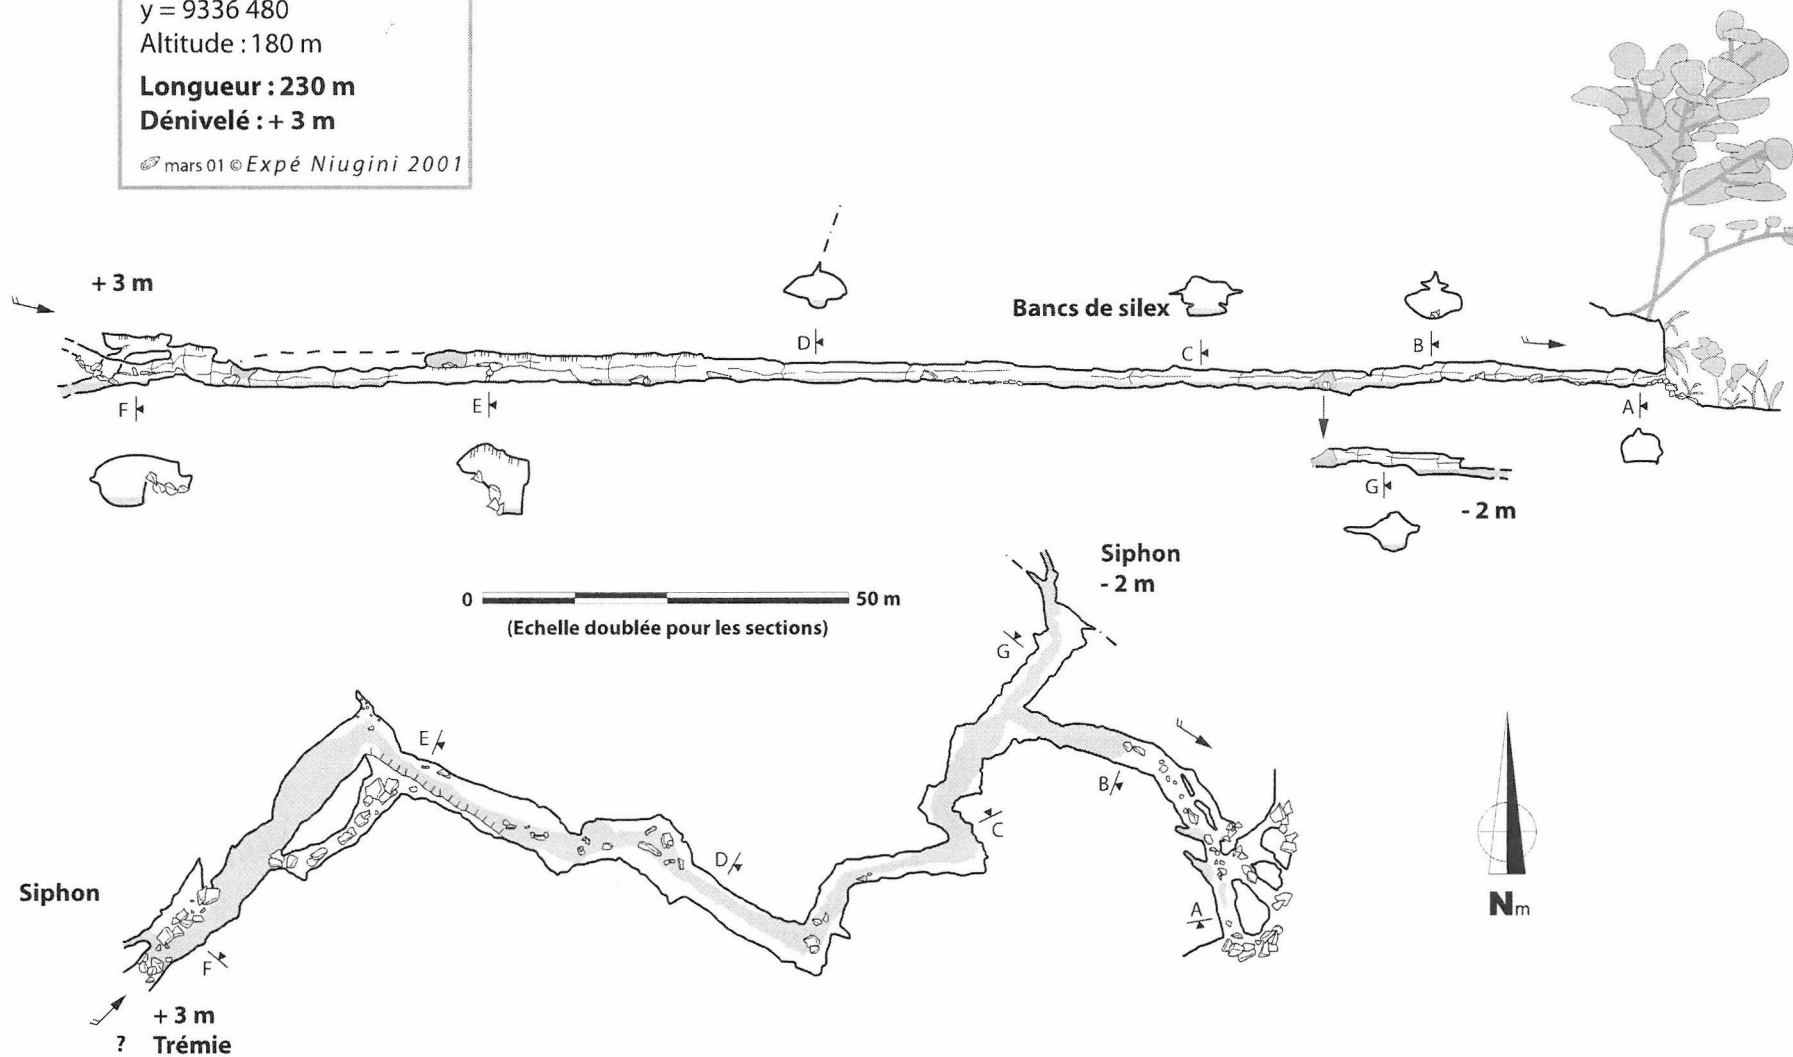 y = 9336 480
Altitude : 180 m
Longueur : 230 m
Dénivelé : + 3 m
mars 01 © Expé Niugini 2001
+ 3 m
Bancs de silex
D
C
B
F
E
A
G
- 2 m
Siphon
- 2 m
0 50 m
(Echelle doublée pour les sections)
G
E
B
D
C
Siphon
A
Nm
F
+ 3 m
? Trémie